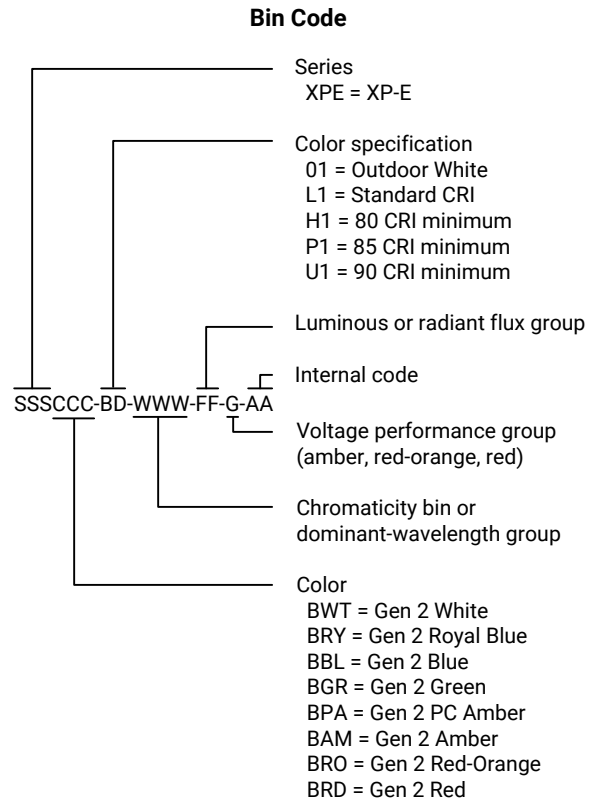 Bin Code
Series
XPE = XP-E
Color specification
01 = Outdoor White
L1 = Standard CRI
H1 = 80 CRI minimum
P1 = 85 CRI minimum
U1 = 90 CRI minimum
Luminous or radiant flux group
Internal code
SSSCCC-BD-WWW-FF-G-AA
Voltage performance group
(amber, red-orange, red)
Chromaticity bin or
dominant-wavelength group
Color
BWT = Gen 2 White
BRY = Gen 2 Royal Blue
BBL = Gen 2 Blue
BGR = Gen 2 Green
BPA = Gen 2 PC Amber
BAM = Gen 2 Amber
BRO = Gen 2 Red-Orange
BRD = Gen 2 Red